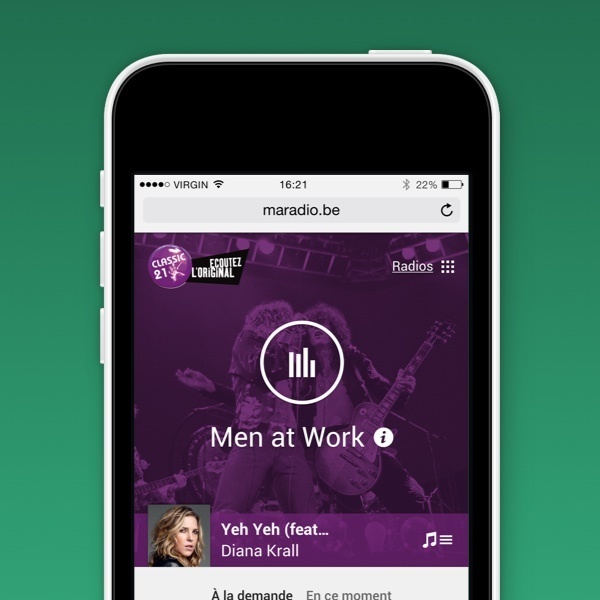 VIRGIN 16:21 22%
maradio.be
CLASSIC
21
ECOUTEZ
L'ORIGINAL
Radios
Men at Work
Yeh Yeh (feat...
Diana Krall
À la demande En ce moment